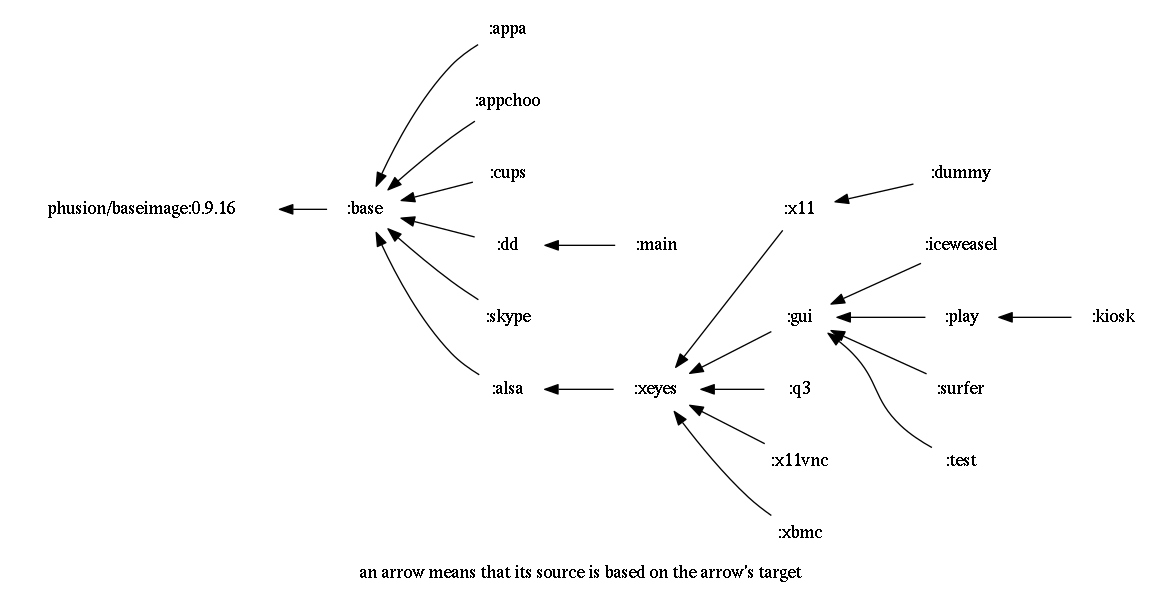 :appa
:appchoo
:cups
:dummy
phusion/baseimage:0.9.16
:base
:x11
:dd
:main
:iceweasel
:skype
:gui
:play
:kiosk
:alsa
:xeyes
:q3
:surfer
:x11vnc
:test
:xbmc
an arrow means that its source is based on the arrow's target